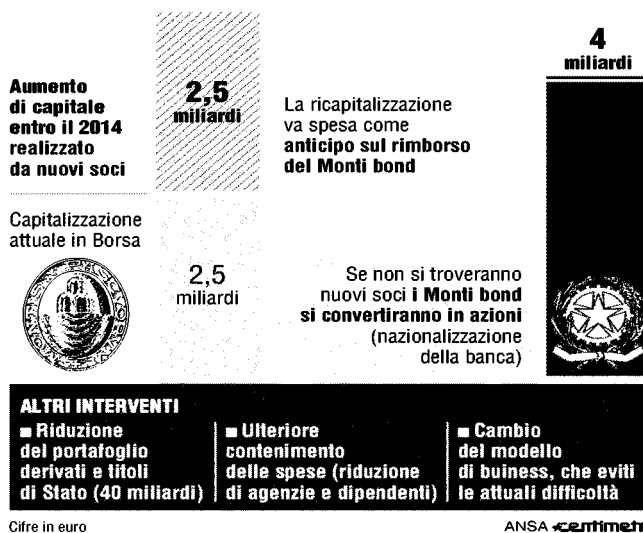 Aumento
di capitale
entro il 2014
realizzato
da nuovi soci
2,5
miliardi
La ricapitalizzazione
va spesa come
anticipo sul rimborso
del Monti bond
4
miliardi
Capitalizzazione
attuale in Borsa
2,5
miliardi
Se non si troveranno
nuovi soci i Monti bond
si convertiranno in azioni
(nazionalizzazione
della banca)
ALTRI INTERVENTI
■ Riduzione
del portafoglio
derivati e titoli
di Stato (40 miliardi)
■ Ulteriore
contenimento
delle spese (riduzione
di agenzie e dipendenti)
■ Cambio
del modello
di buiness, che eviti
le attuali difficoltà
Cifre in euro
ANSA centimetr